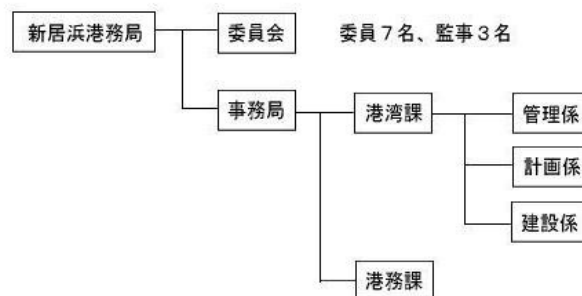 新居浜港務局
委員会
委員７名、監事３名
事務局
港湾課
管理係
計画係
建設係
港務課